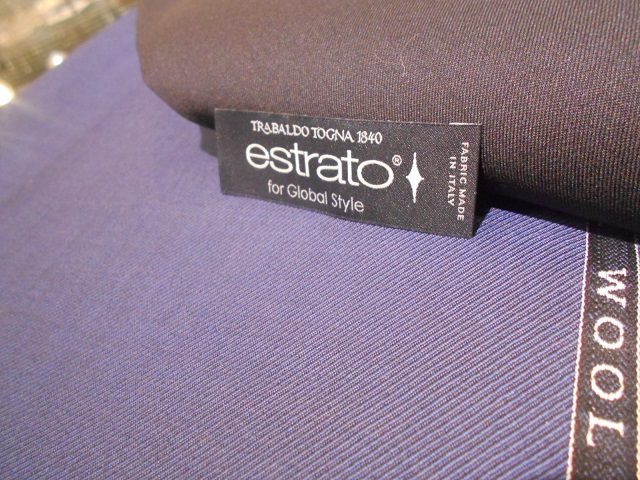 TRABALDO TOGNA 1840
estrato®
for Global Style
FABRIC MADE
IN ITALY
WOOL